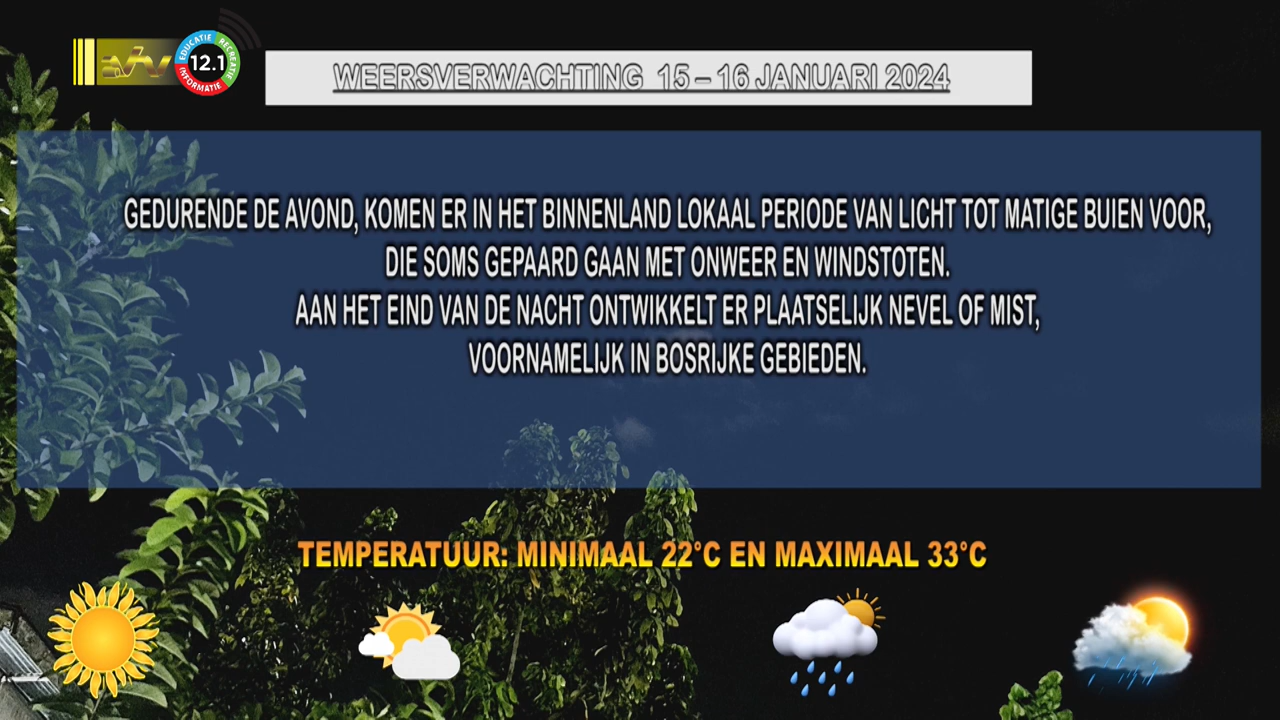 EDUCATIE
RECREATIE
INFORMATIE
12.1
WEERSVERWACHTING 15 – 16 JANUARI 2024
GEDURENDE DE AVOND, KOMEN ER IN HET BINNENLAND LOKAAL PERIODE VAN LICHT TOT MATIGE BUIEN VOOR,
DIE SOMS GEPAARD GAAN MET ONWEER EN WINDSTOTEN.
AAN HET EIND VAN DE NACHT ONTWIKKELT ER PLAATSELIJK NEVEL OF MIST,
VOORNAMELIJK IN BOSRIJKE GEBIEDEN.
TEMPERATUUR: MINIMAAL 22°C EN MAXIMAAL 33°C